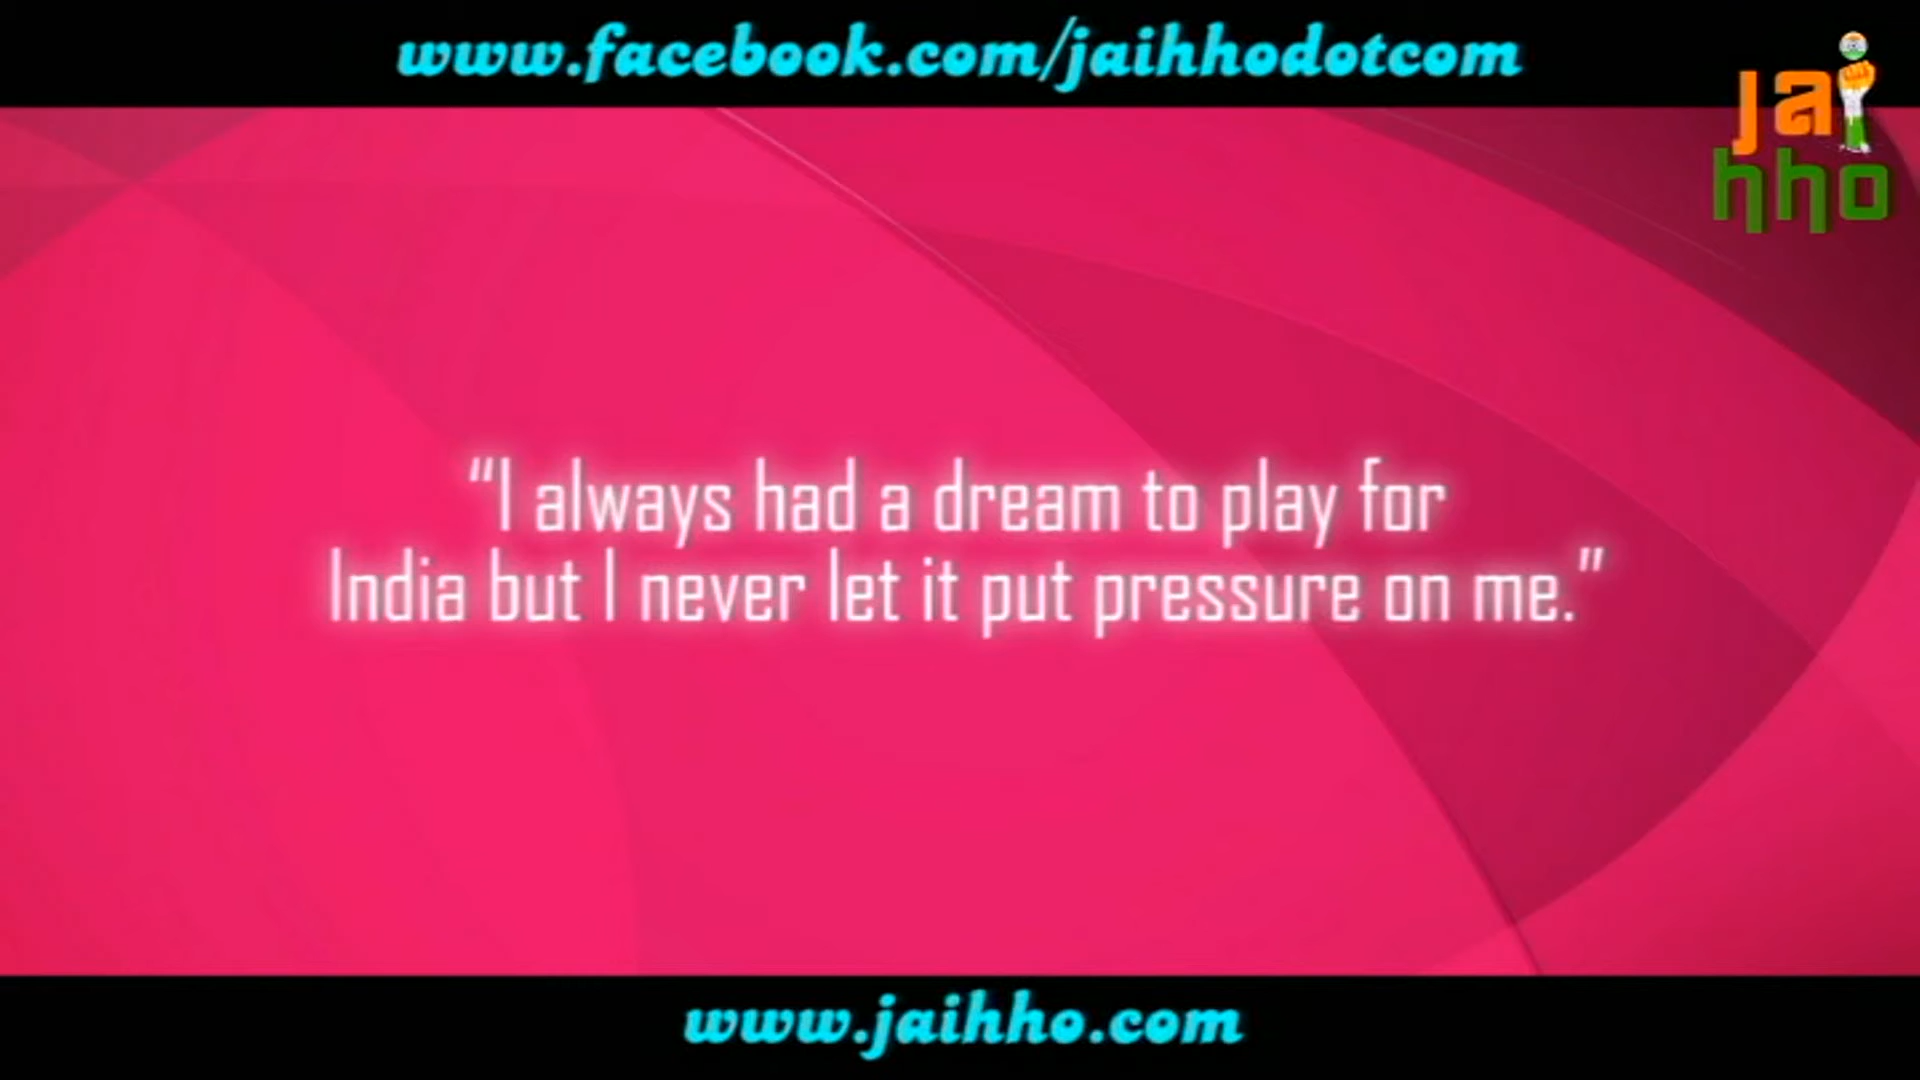 www.facebook.com/jaihhodotcom
jai
hho
“I always had a dream to play for
India but I never let it put pressure on me.”
www.jaihho.com